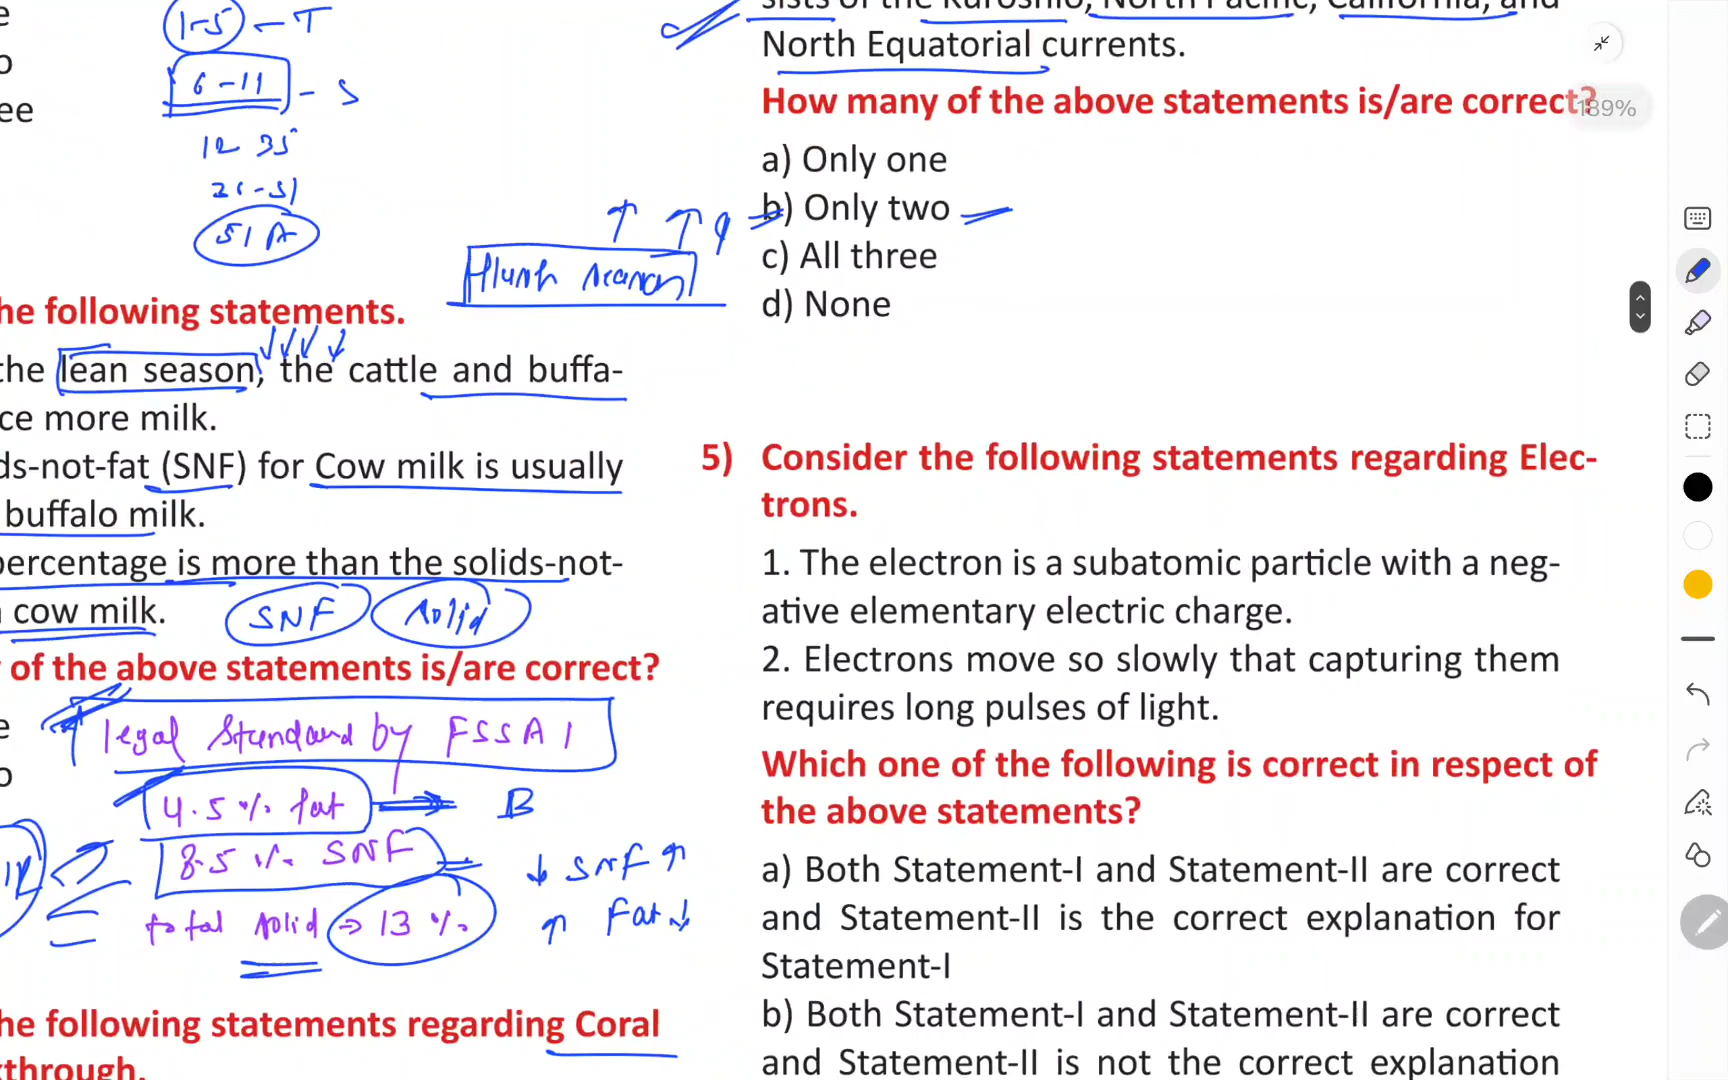 e
o
ee
1-5 - T
6-11 - S
12 35
51 A
Flush season
he following statements.
the lean season, the cattle and buffa-
ce more milk.
ds-not-fat (SNF) for Cow milk is usually
buffalo milk.
percentage is more than the solids-not-
cow milk.
SNF solid
of the above statements is/are correct?
e
o
legal standard by FSSAI
4.5 % fat B
8.5 % SNF
↓ SNF ↑
total solid → 13 %
↑ Fat ↓
he following statements regarding Coral
kthrough.
sists of the Kuroshio, North Pacific, California, and
North Equatorial currents.
How many of the above statements is/are correct?
189%
a) Only one
b) Only two
c) All three
d) None
5) Consider the following statements regarding Elec-
trons.
1. The electron is a subatomic particle with a neg-
ative elementary electric charge.
2. Electrons move so slowly that capturing them
requires long pulses of light.
Which one of the following is correct in respect of
the above statements?
a) Both Statement-I and Statement-II are correct
and Statement-II is the correct explanation for
Statement-I
b) Both Statement-I and Statement-II are correct
and Statement-II is not the correct explanation